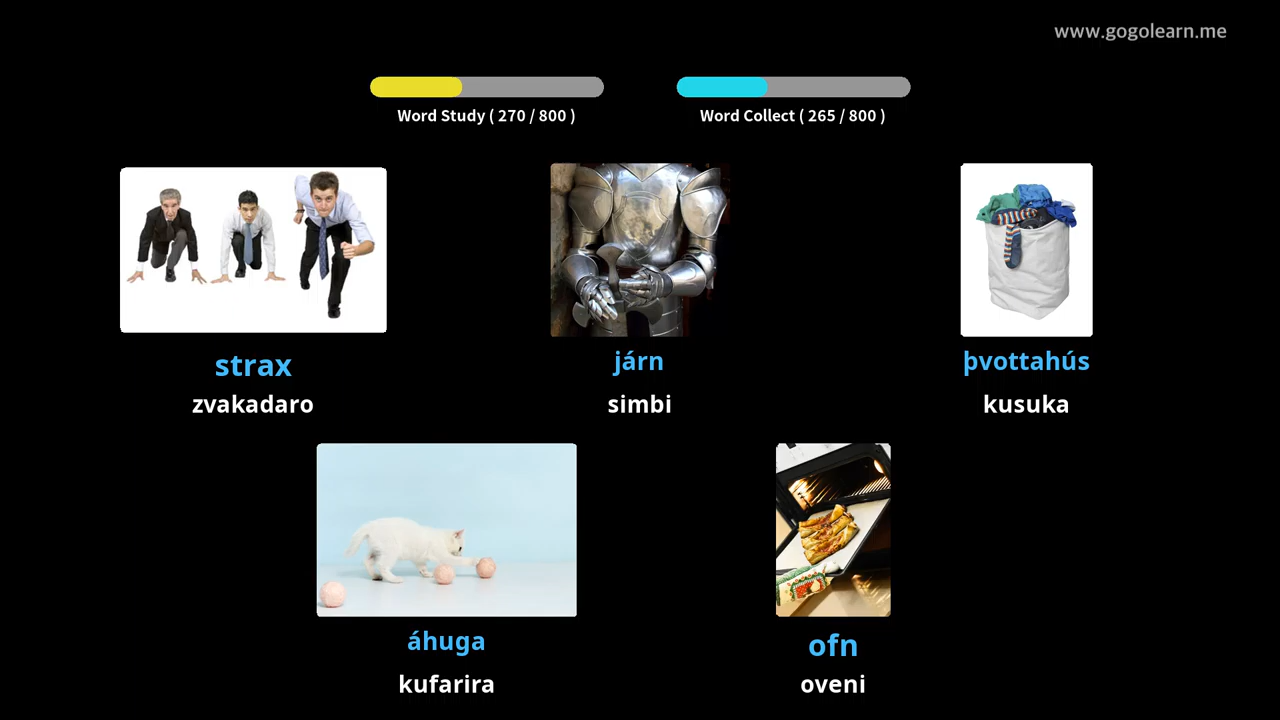 www.gogolearn.me
Word Study ( 270 / 800 )
Word Collect ( 265 / 800 )
strax
zvakadaro
járn
simbi
þvottahús
kusuka
áhuga
kufarira
ofn
oveni